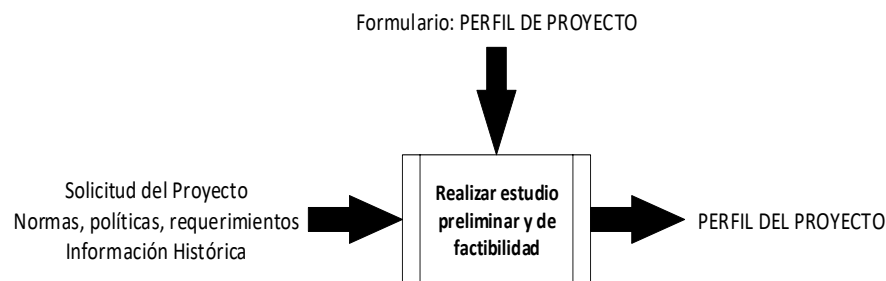 Formulario: PERFIL DE PROYECTO
Solicitud del Proyecto
Normas, políticas, requerimientos
Información Histórica
Realizar estudio
preliminar y de
factibilidad
PERFIL DEL PROYECTO